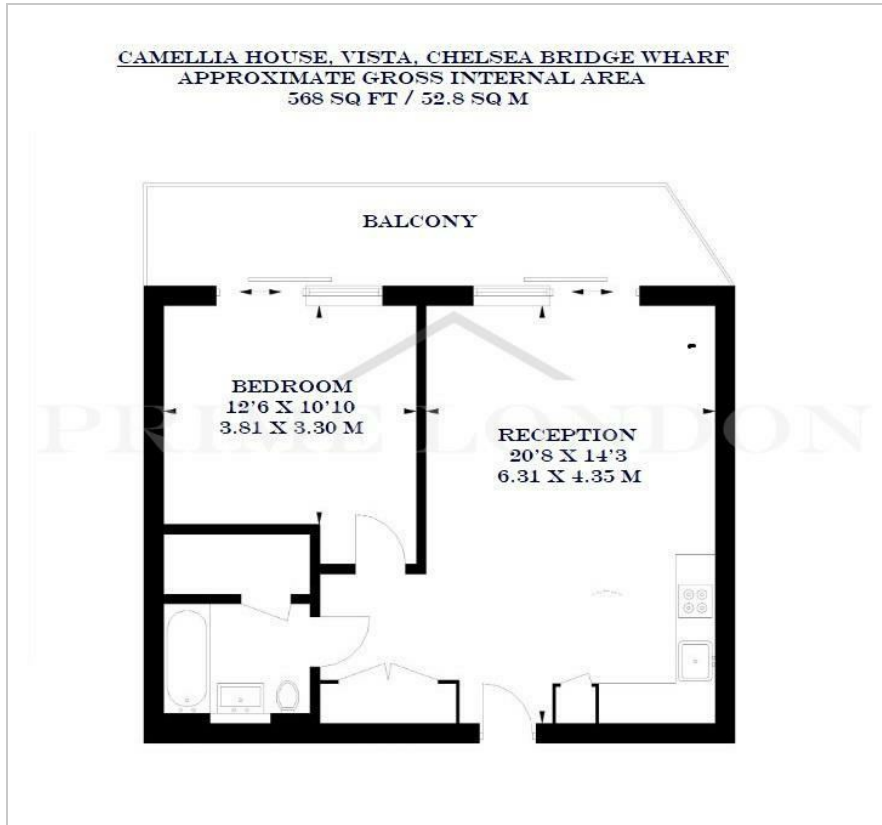 CAMELLIA HOUSE, VISTA, CHELSEA BRIDGE WHARF
APPROXIMATE GROSS INTERNAL AREA
568 SQ FT / 52.8 SQ M
BALCONY
BEDROOM
12'6 X 10'10
3.81 X 3.30 M
RECEPTION
20'8 X 14'3
6.31 X 4.35 M
PRIME LONDON